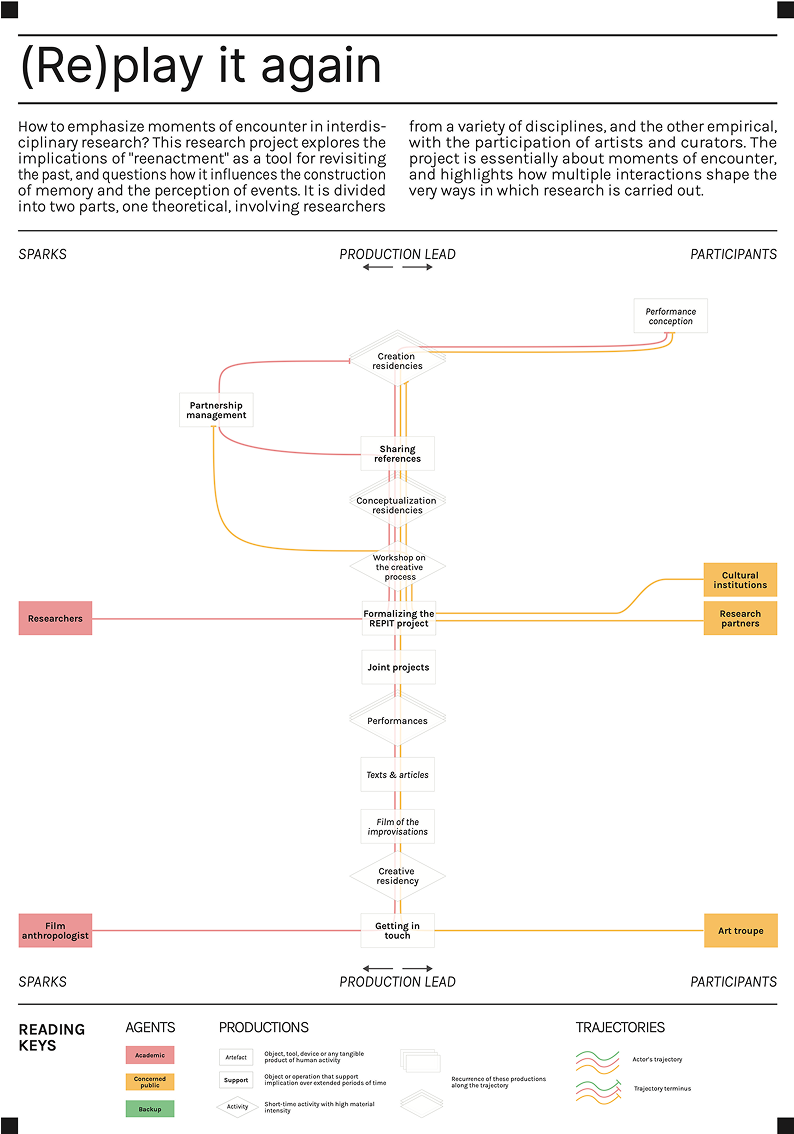 (Re)play it again
How to emphasize moments of encounter in interdis-
ciplinary research? This research project explores the
implications of "reenactment" as a tool for revisiting
the past, and questions how it influences the construction
of memory and the perception of events. It is divided
into two parts, one theoretical, involving researchers
from a variety of disciplines, and the other empirical,
with the participation of artists and curators. The
project is essentially about moments of encounter,
and highlights how multiple interactions shape the
very ways in which research is carried out.
SPARKS
PRODUCTION LEAD
PARTICIPANTS
Performance
conception
Creation
residencies
Partnership
management
Sharing
references
Conceptualization
residencies
Workshop on
the creative
process
Cultural
institutions
Researchers
Formalizing the
REPIT project
Research
partners
Joint projects
Performances
Texts & articles
Film of the
improvisations
Creative
residency
Film
anthropologist
Getting in
touch
Art troupe
SPARKS
PRODUCTION LEAD
PARTICIPANTS
READING
KEYS
AGENTS
Academic
Concerned
public
Backup
PRODUCTIONS
Artefact
Object, tool, device or any tangible
product of human activity
Support
Object or operation that support
implication over extended periods of time
Activity
Short-time activity with high material
intensity
Recurrence of these productions
along the trajectory
TRAJECTORIES
Actor's trajectory
Trajectory terminus